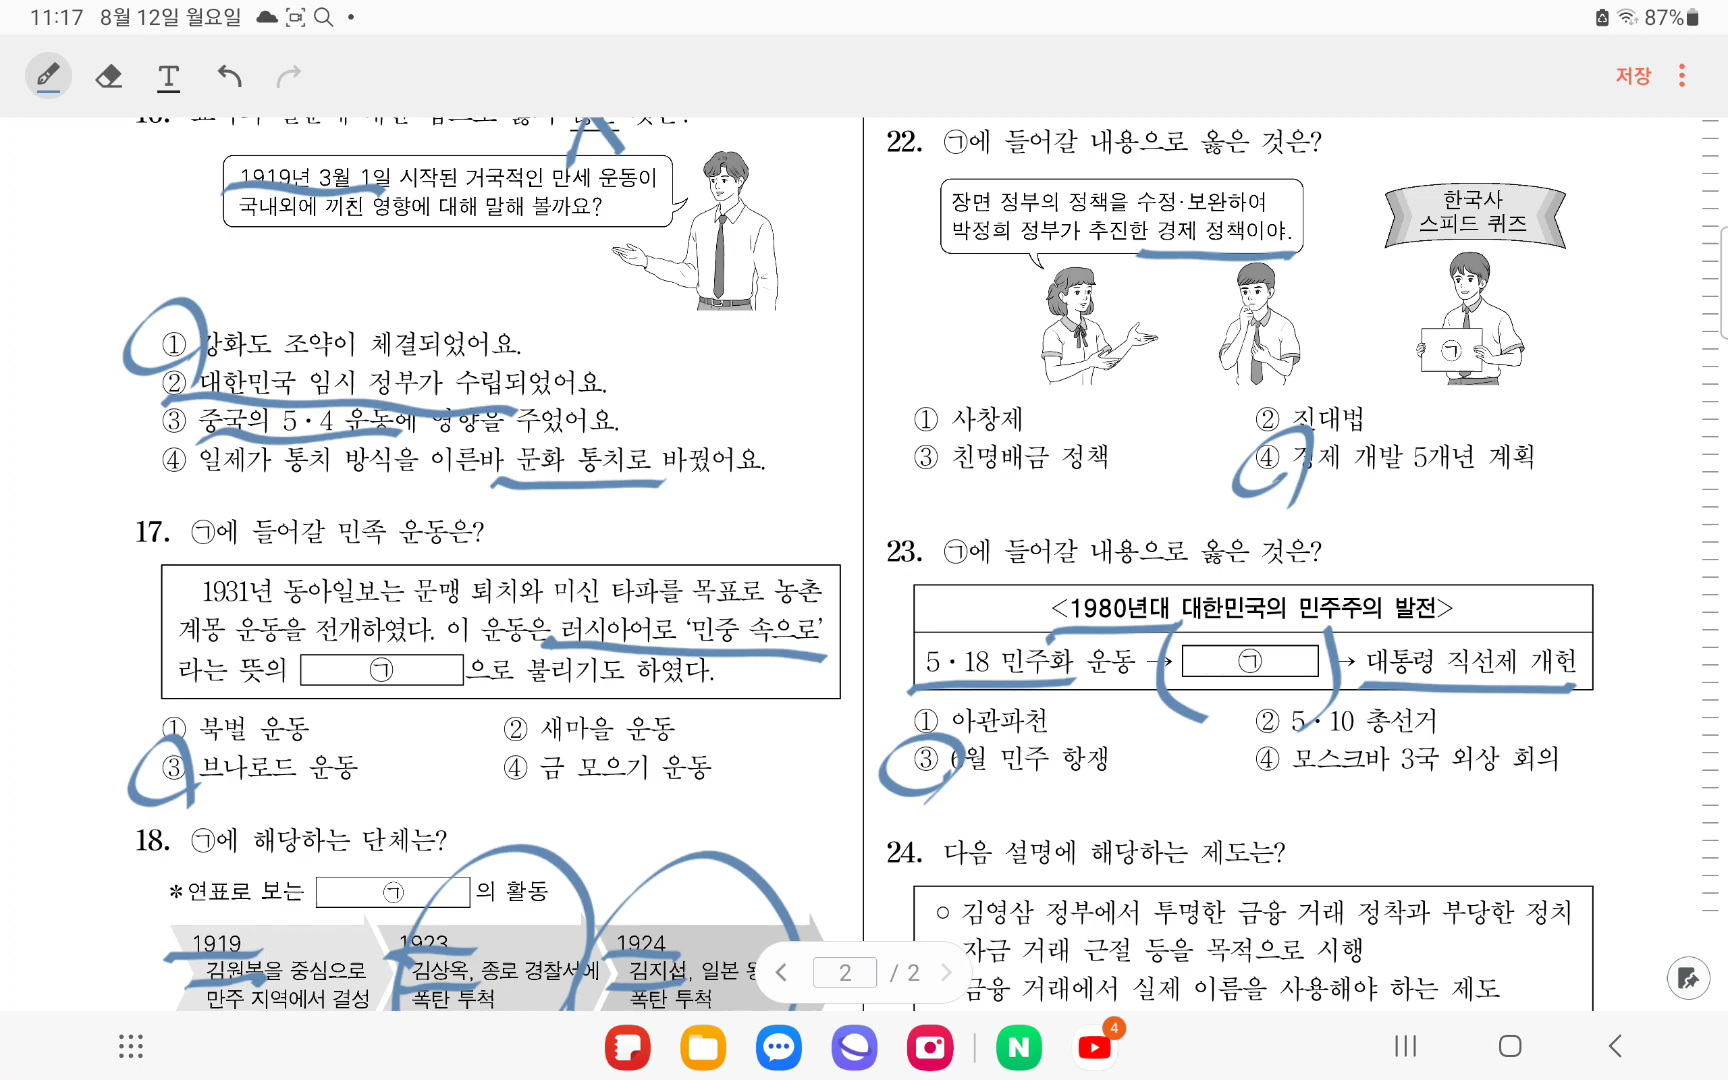 11:17 8월 12일 월요일
87%
저장
1919년 3월 1일 시작된 거국적인 만세 운동이
국내외에 끼친 영향에 대해 말해 볼까요?
① 강화도 조약이 체결되었어요.
② 대한민국 임시 정부가 수립되었어요.
③ 중국의 5·4 운동에 영향을 주었어요.
④ 일제가 통치 방식을 이른바 문화 통치로 바꿨어요.
17. ㉠에 들어갈 민족 운동은?
1931년 동아일보는 문맹 퇴치와 미신 타파를 목표로 농촌
계몽 운동을 전개하였다. 이 운동은 러시아어로 '민중 속으로'
라는 뜻의 ㉠ 으로 불리기도 하였다.
① 북벌 운동 ② 새마을 운동
③ 브나로드 운동 ④ 금 모으기 운동
18. ㉠에 해당하는 단체는?
*연표로 보는 ㉠ 의 활동
1919 1923 1924
김원봉을 중심으로 김상옥, 종로 경찰서에 김지섭, 일본
만주 지역에서 결성 폭탄 투척 폭탄 투척
22. ㉠에 들어갈 내용으로 옳은 것은?
장면 정부의 정책을 수정·보완하여
박정희 정부가 추진한 경제 정책이야.
한국사
스피드 퀴즈
㉠
① 사창제 ② 진대법
③ 친명배금 정책 ④ 경제 개발 5개년 계획
23. ㉠에 들어갈 내용으로 옳은 것은?
<1980년대 대한민국의 민주주의 발전>
5·18 민주화 운동 → ㉠ → 대통령 직선제 개헌
① 아관파천 ② 5·10 총선거
③ 6월 민주 항쟁 ④ 모스크바 3국 외상 회의
24. 다음 설명에 해당하는 제도는?
○ 김영삼 정부에서 투명한 금융 거래 정착과 부당한 정치
자금 거래 근절 등을 목적으로 시행
금융 거래에서 실제 이름을 사용해야 하는 제도
2 / 2
N
4